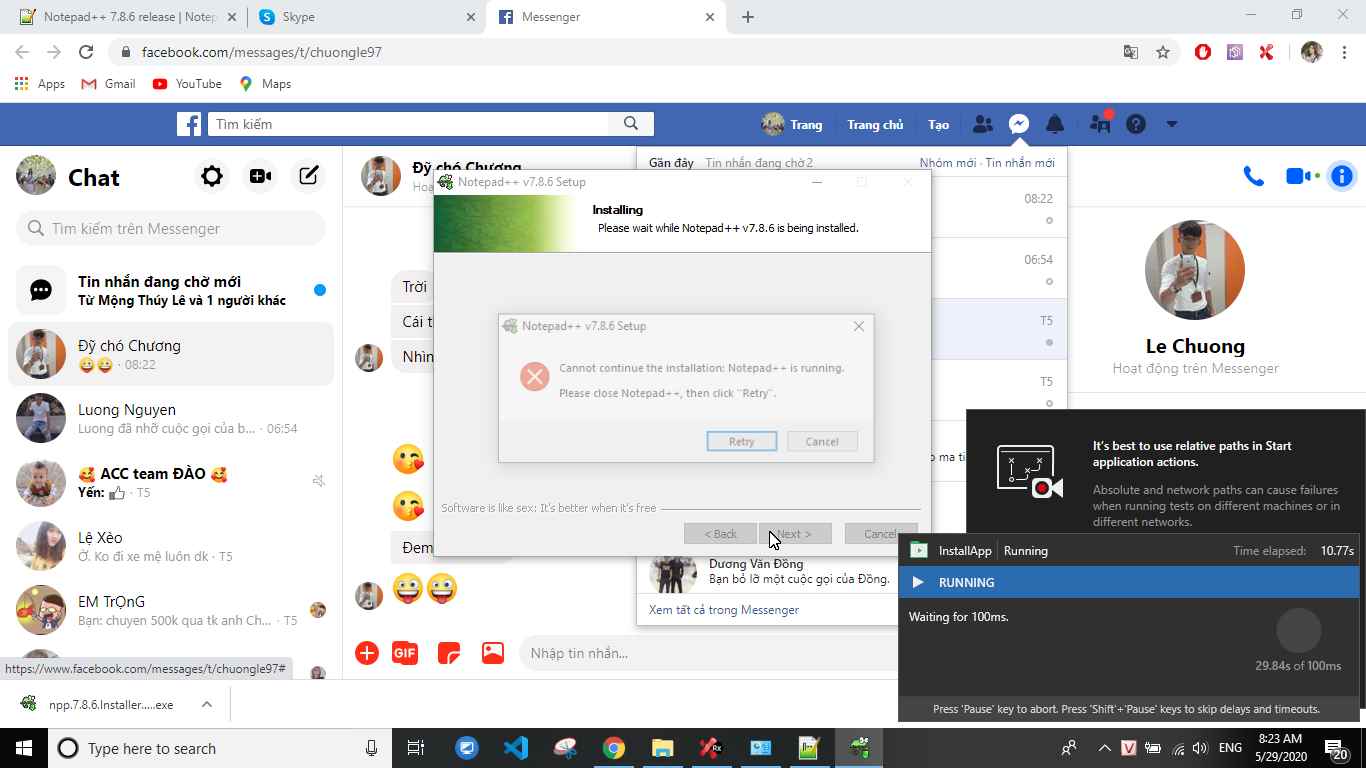 Notepad++ 7.8.6 release | Notep
Skype
Messenger
facebook.com/messages/t/chuongle97
Apps
Gmail
YouTube
Maps
Tìm kiếm
Trang
Trang chủ
Tạo
Chat
Tìm kiếm trên Messenger
Tin nhắn đang chờ mới
Từ Mộng Thúy Lê và 1 người khác
Đỹ chó Chương
😜😜 · 08:22
Luong Nguyen
Luong đã nhỡ cuộc gọi của b... · 06:54
🥰 ACC team ĐÀO 🥰
Yến: 👍 · T5
Lệ Xèo
Ờ. Ko đi xe mệ luón dk · T5
EM TrỌnG
Bạn: chuyen 500k qua tk anh Ch... · T5
https://www.facebook.com/messages/t/chuongle97#
Đỹ chó Chương
Trời
Cái t
Nhìn
Đem
GIF
Nhập tin nhắn...
Gần đây
Tin nhắn đang chờ 2
Nhóm mới · Tin nhắn mới
08:22
06:54
T5
T5
Dương Văn Đồng
Bạn bỏ lỡ một cuộc gọi của Đồng.
Xem tất cả trong Messenger
Notepad++ v7.8.6 Setup
Installing
Please wait while Notepad++ v7.8.6 is being installed.
Notepad++ v7.8.6 Setup
Cannot continue the installation: Notepad++ is running.
Please close Notepad++, then click ``Retry''.
Retry
Cancel
Software is like sex: It's better when it's free
< Back
Next >
Cancel
Le Chuong
Hoạt động trên Messenger
It's best to use relative paths in Start
application actions.
Absolute and network paths can cause failures
when running tests on different machines or in
different networks.
InstallApp
Running
Time elapsed: 10.77s
RUNNING
Waiting for 100ms.
29.84s of 100ms
Press 'Pause' key to abort. Press 'Shift'+'Pause' keys to skip delays and timeouts.
npp.7.8.6.Installer.....exe
Type here to search
ENG
8:23 AM
5/29/2020
20